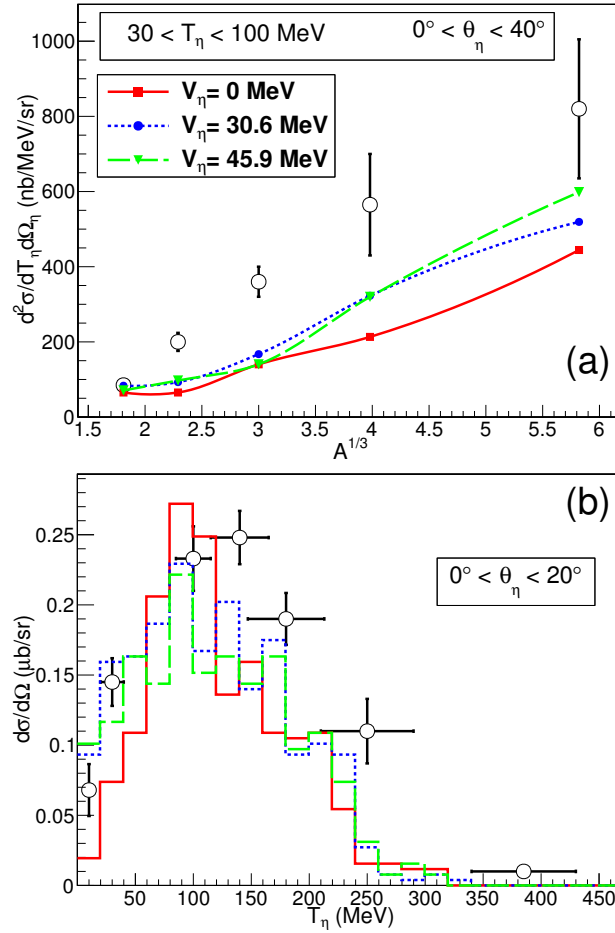 30 < T_η < 100 MeV 0° < θ_η < 40°
V_η= 0 MeV
V_η= 30.6 MeV
V_η= 45.9 MeV
d²σ/dT_ηdΩ_η (nb/MeV/sr)
1000
800
600
400
200
0
(a)
1.5 2 2.5 3 3.5 4 4.5 5 5.5 6
A^{1/3}
(b)
0° < θ_η < 20°
dσ/dΩ (μb/sr)
0.25
0.2
0.15
0.1
0.05
0
50 100 150 200 250 300 350 400 450
T_η (MeV)